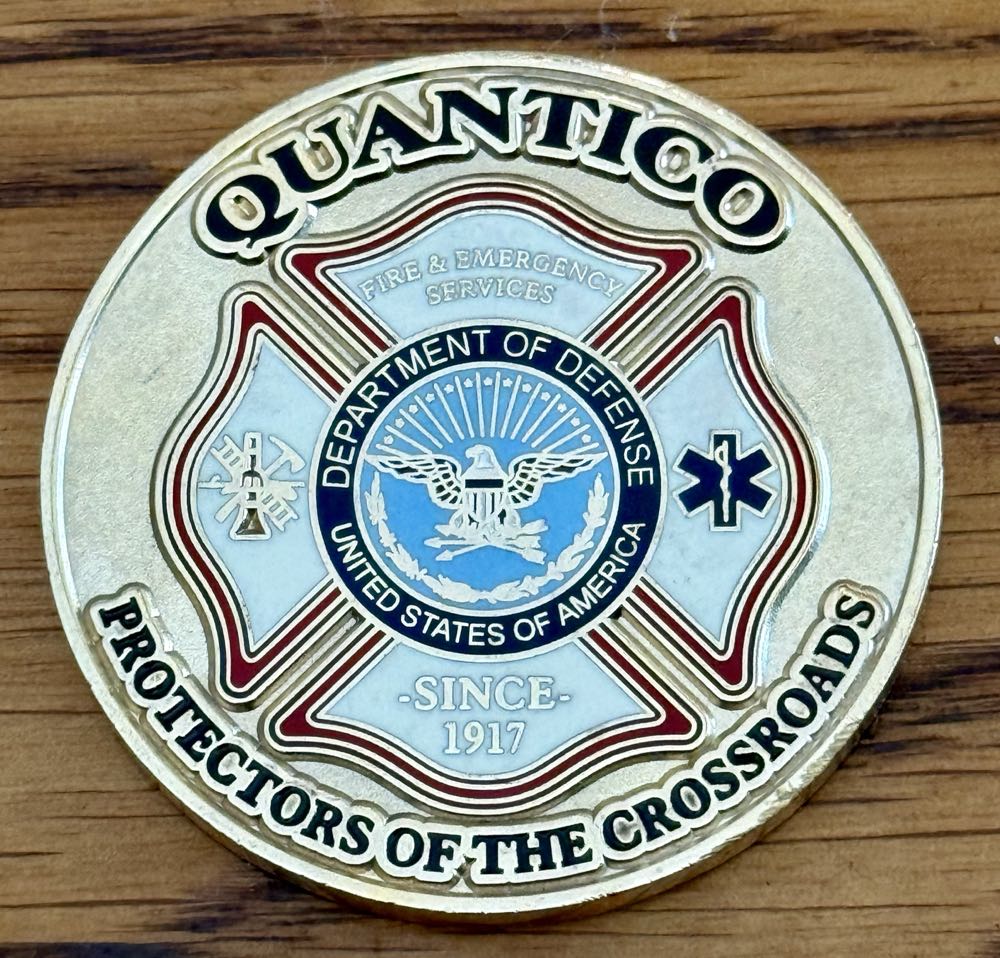 QUANTICO
FIRE & EMERGENCY
SERVICES
DEPARTMENT OF DEFENSE
UNITED STATES OF AMERICA
-SINCE-
1917
PROTECTORS OF THE CROSSROADS